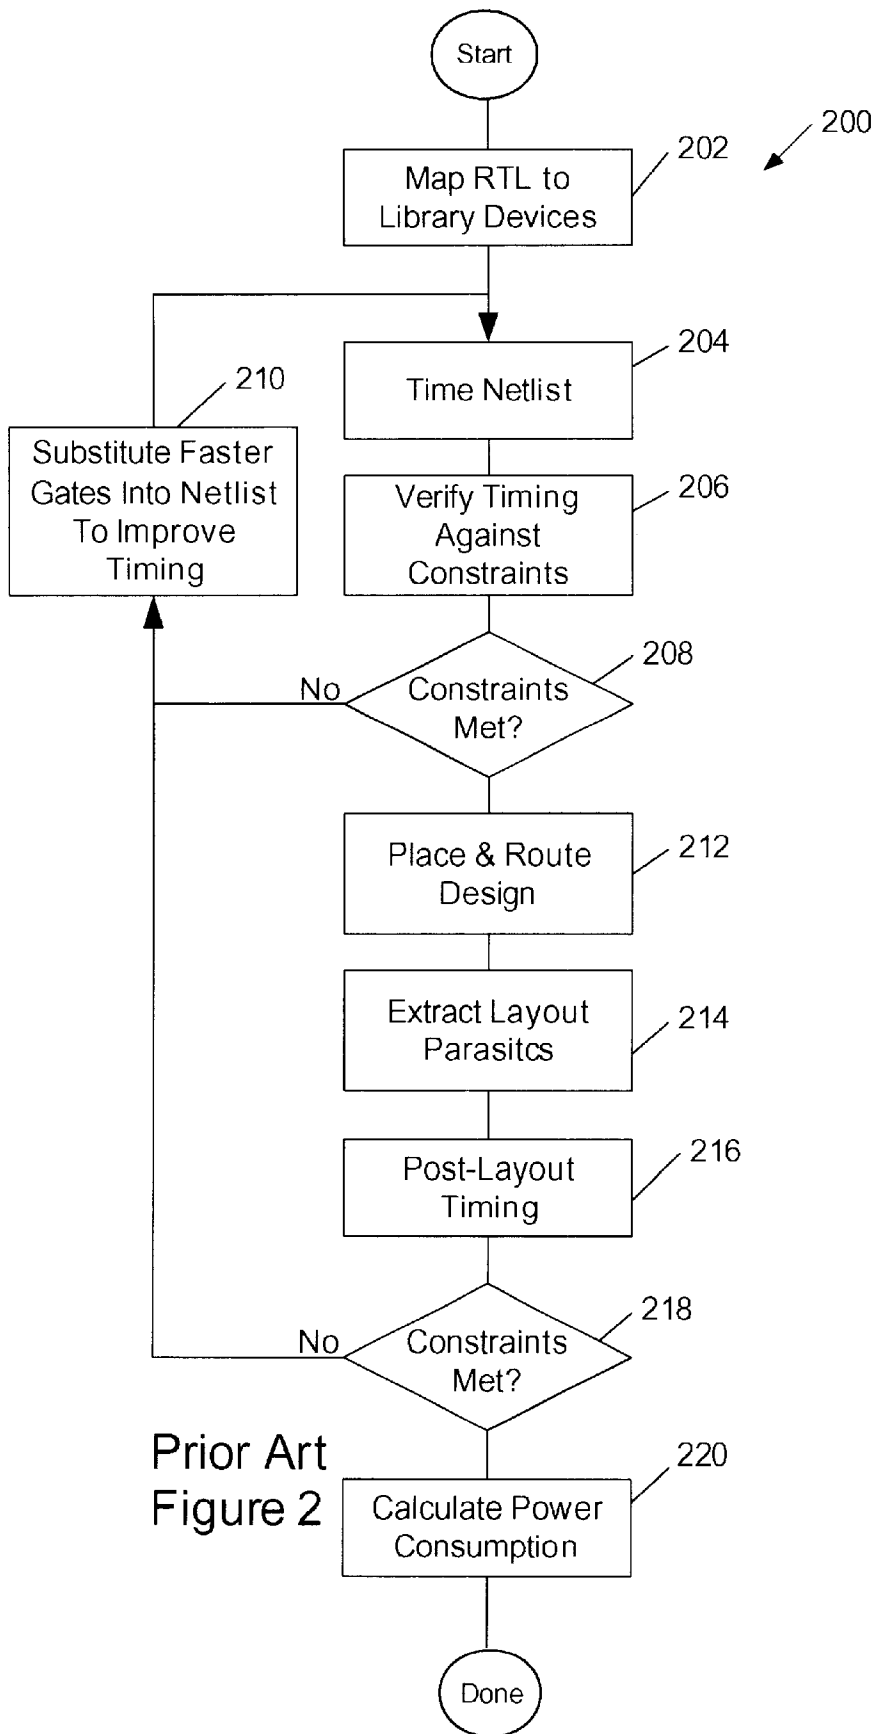 Start
200
202
Map RTL to
Library Devices
204
Time Netlist
210
Substitute Faster
Gates Into Netlist
To Improve
Timing
206
Verify Timing
Against
Constraints
208
No
Constraints
Met?
212
Place & Route
Design
214
Extract Layout
Parasitcs
216
Post-Layout
Timing
218
No
Constraints
Met?
Prior Art
Figure 2
220
Calculate Power
Consumption
Done